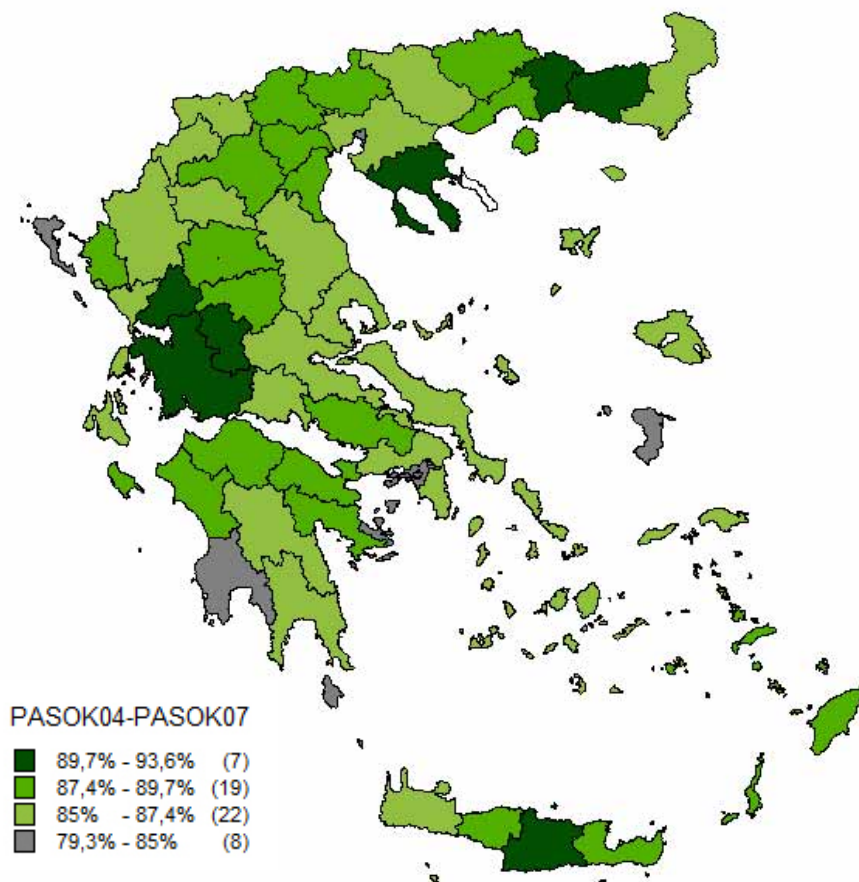 PASOK04-PASOK07
89,7% - 93,6% (7)
87,4% - 89,7% (19)
85% - 87,4% (22)
79,3% - 85% (8)